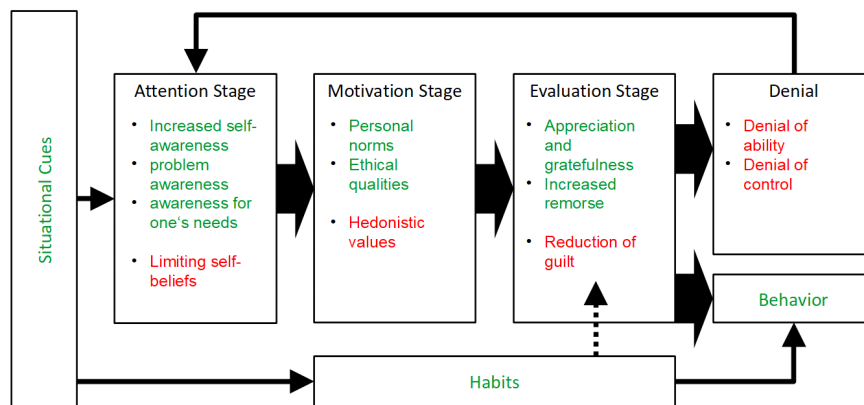 Situational Cues
Attention Stage
• Increased self-
awareness
• problem
awareness
• awareness for
one‘s needs
• Limiting self-
beliefs
Motivation Stage
• Personal
norms
• Ethical
qualities
• Hedonistic
values
Evaluation Stage
• Appreciation
and
gratefulness
• Increased
remorse
• Reduction of
guilt
Denial
• Denial of
ability
• Denial of
control
Behavior
Habits